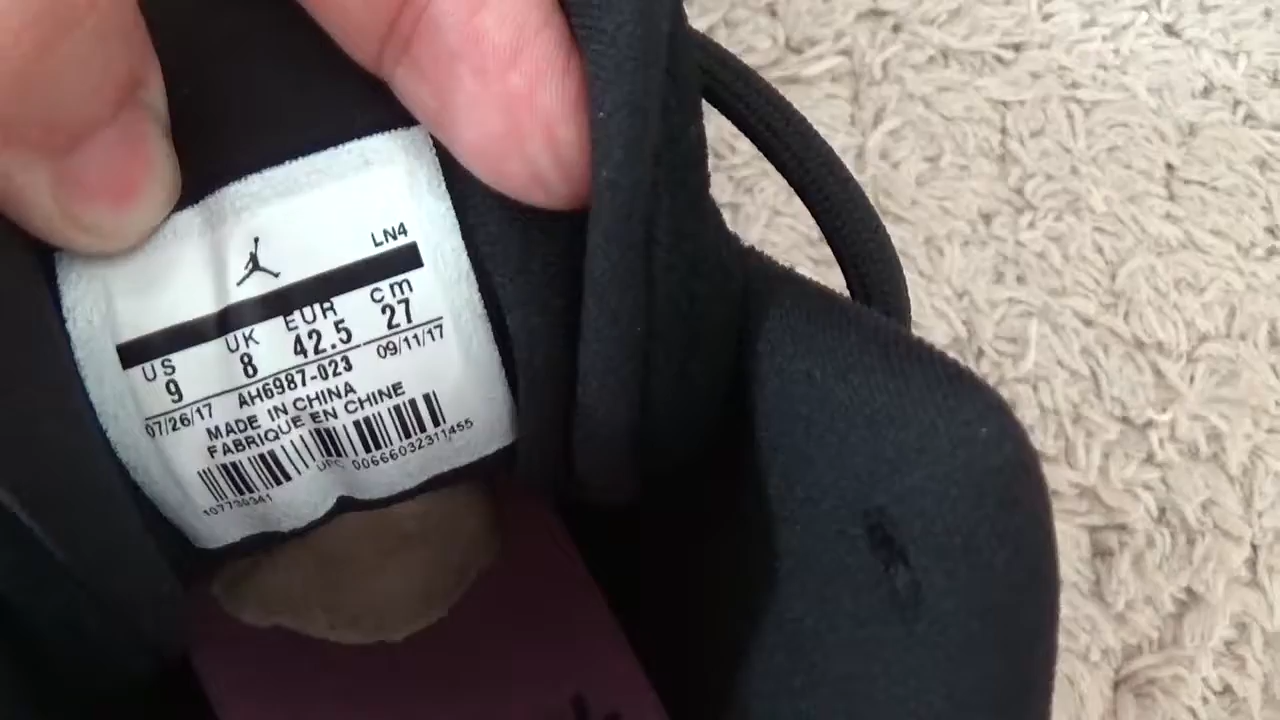 LN4
US UK EUR cm
9 8 42.5 27
07/26/17 AH6987-023 09/11/17
MADE IN CHINA
FABRIQUE EN CHINE
UPC 00666032311455
107730341